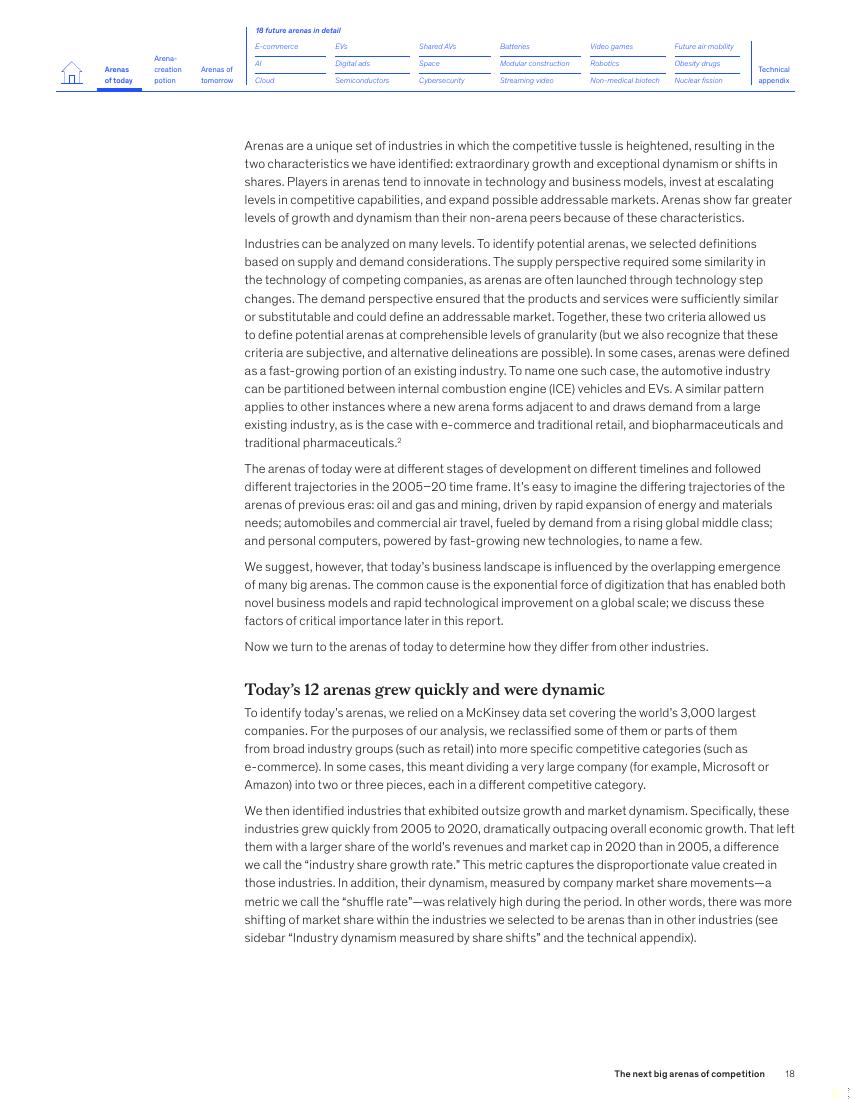 18 future arenas in detail
Arenas of today
Arena-creation potion
Arenas of tomorrow
E-commerce EVs Shared AVs Batteries Video games Future air mobility
AI Digital ads Space Modular construction Robotics Obesity drugs
Cloud Semiconductors Cybersecurity Streaming video Non-medical biotech Nuclear fission
Technical appendix
Arenas are a unique set of industries in which the competitive tussle is heightened, resulting in the
two characteristics we have identified: extraordinary growth and exceptional dynamism or shifts in
shares. Players in arenas tend to innovate in technology and business models, invest at escalating
levels in competitive capabilities, and expand possible addressable markets. Arenas show far greater
levels of growth and dynamism than their non-arena peers because of these characteristics.
Industries can be analyzed on many levels. To identify potential arenas, we selected definitions
based on supply and demand considerations. The supply perspective required some similarity in
the technology of competing companies, as arenas are often launched through technology step
changes. The demand perspective ensured that the products and services were sufficiently similar
or substitutable and could define an addressable market. Together, these two criteria allowed us
to define potential arenas at comprehensible levels of granularity (but we also recognize that these
criteria are subjective, and alternative delineations are possible). In some cases, arenas were defined
as a fast-growing portion of an existing industry. To name one such case, the automotive industry
can be partitioned between internal combustion engine (ICE) vehicles and EVs. A similar pattern
applies to other instances where a new arena forms adjacent to and draws demand from a large
existing industry, as is the case with e-commerce and traditional retail, and biopharmaceuticals and
traditional pharmaceuticals.²
The arenas of today were at different stages of development on different timelines and followed
different trajectories in the 2005–20 time frame. It's easy to imagine the differing trajectories of the
arenas of previous eras: oil and gas and mining, driven by rapid expansion of energy and materials
needs; automobiles and commercial air travel, fueled by demand from a rising global middle class;
and personal computers, powered by fast-growing new technologies, to name a few.
We suggest, however, that today's business landscape is influenced by the overlapping emergence
of many big arenas. The common cause is the exponential force of digitization that has enabled both
novel business models and rapid technological improvement on a global scale; we discuss these
factors of critical importance later in this report.
Now we turn to the arenas of today to determine how they differ from other industries.
Today's 12 arenas grew quickly and were dynamic
To identify today's arenas, we relied on a McKinsey data set covering the world's 3,000 largest
companies. For the purposes of our analysis, we reclassified some of them or parts of them
from broad industry groups (such as retail) into more specific competitive categories (such as
e-commerce). In some cases, this meant dividing a very large company (for example, Microsoft or
Amazon) into two or three pieces, each in a different competitive category.
We then identified industries that exhibited outsize growth and market dynamism. Specifically, these
industries grew quickly from 2005 to 2020, dramatically outpacing overall economic growth. That left
them with a larger share of the world's revenues and market cap in 2020 than in 2005, a difference
we call the "industry share growth rate." This metric captures the disproportionate value created in
those industries. In addition, their dynamism, measured by company market share movements—a
metric we call the "shuffle rate"—was relatively high during the period. In other words, there was more
shifting of market share within the industries we selected to be arenas than in other industries (see
sidebar "Industry dynamism measured by share shifts" and the technical appendix).
The next big arenas of competition 18